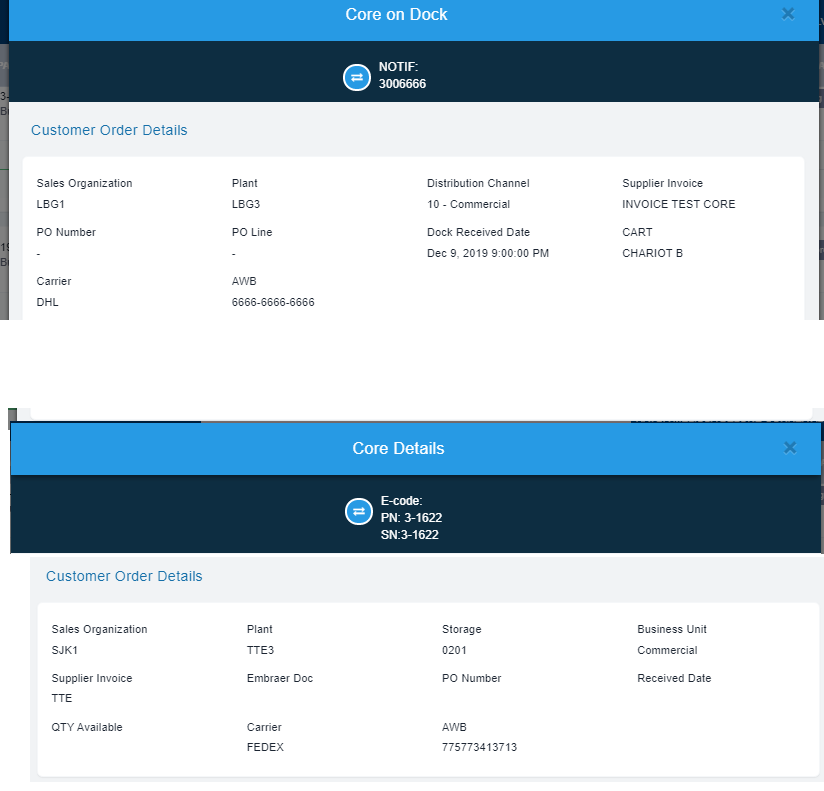 Core on Dock
NOTIF:
3006666
Customer Order Details
Sales Organization Plant Distribution Channel Supplier Invoice
LBG1 LBG3 10 - Commercial INVOICE TEST CORE
PO Number PO Line Dock Received Date CART
- - Dec 9, 2019 9:00:00 PM CHARIOT B
Carrier AWB
DHL 6666-6666-6666
Core Details
E-code:
PN: 3-1622
SN:3-1622
Customer Order Details
Sales Organization Plant Storage Business Unit
SJK1 TTE3 0201 Commercial
Supplier Invoice Embraer Doc PO Number Received Date
TTE
QTY Available Carrier AWB
FEDEX 775773413713